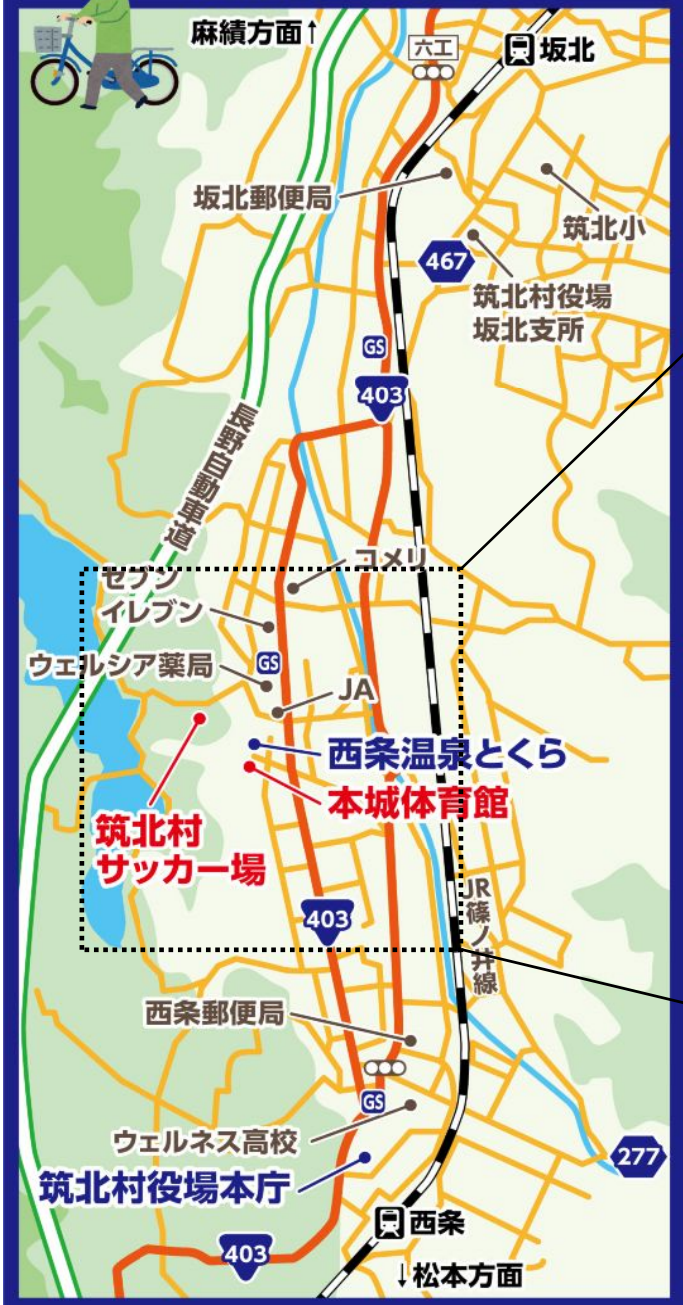 麻績方面↑
六工
坂北
坂北郵便局
筑北小
467
筑北村役場
坂北支所
GS
403
長野自動車道
コメリ
セブン
イレブン
ウェルシア薬局
GS
JA
西条温泉とくら
本城体育館
筑北村
サッカー場
403
JR篠ノ井線
西条郵便局
GS
ウェルネス高校
277
筑北村役場本庁
西条
403
↓松本方面